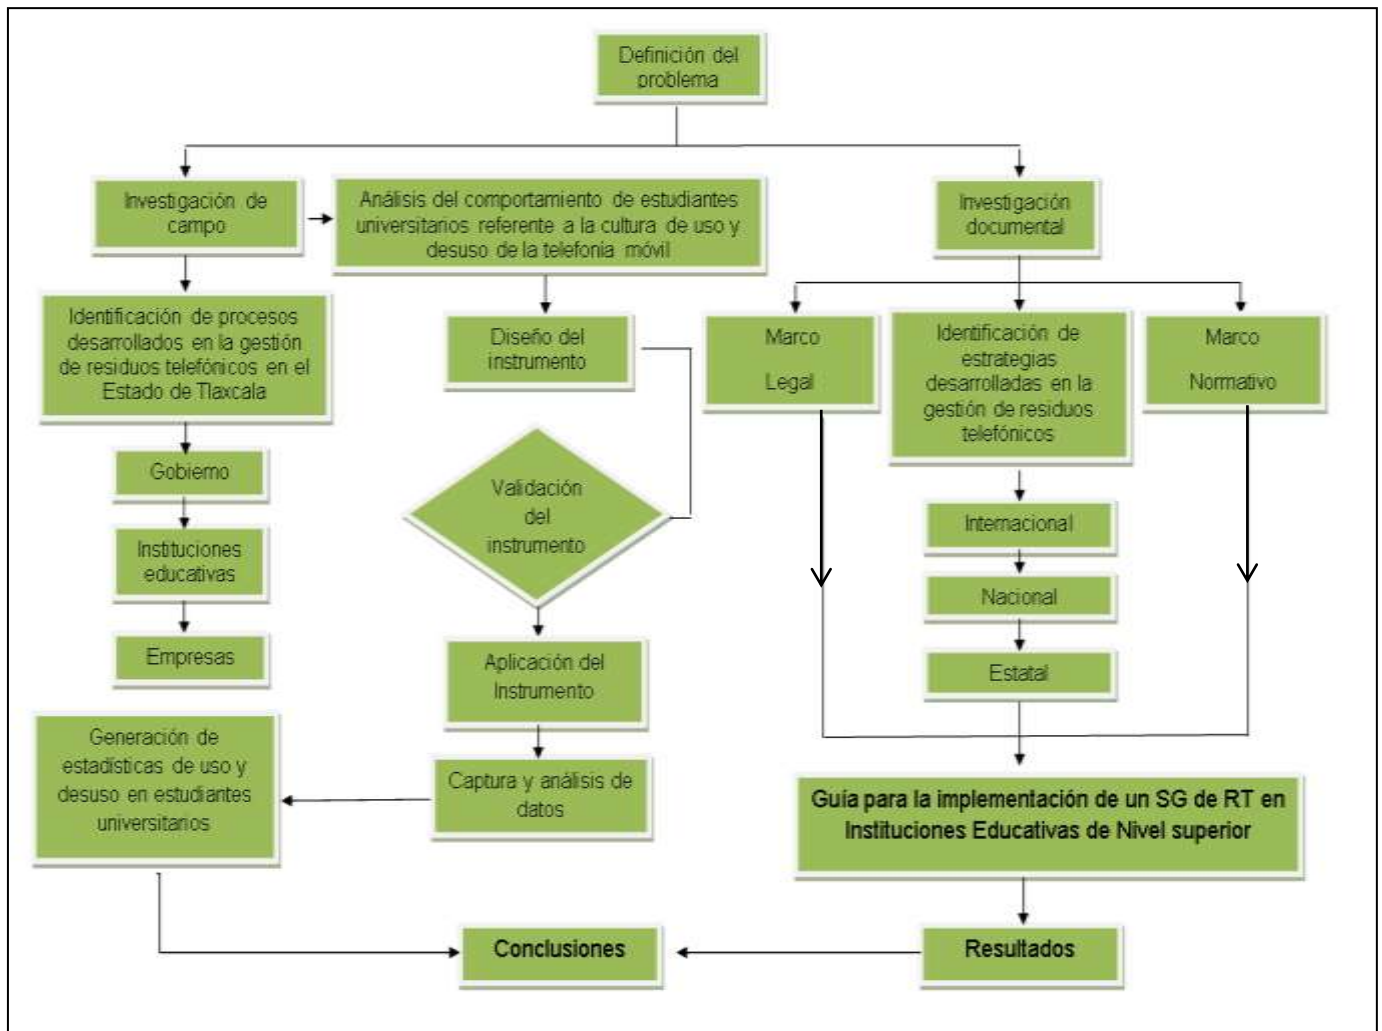 Definición del
problema
Investigación de
campo
Análisis del comportamiento de estudiantes
universitarios referente a la cultura de uso y
desuso de la telefonía móvil
Investigación
documental
Identificación de procesos
desarrollados en la gestión
de residuos telefónicos en el
Estado de Tlaxcala
Diseño del
instrumento
Marco
Legal
Identificación de
estrategias
desarrolladas en la
gestión de residuos
telefónicos
Marco
Normativo
Gobierno
Instituciones
educativas
Empresas
Validación
del
instrumento
Internacional
Nacional
Estatal
Aplicación del
Instrumento
Generación de
estadísticas de uso y
desuso en estudiantes
universitarios
Captura y análisis de
datos
Guía para la implementación de un SG de RT en
Instituciones Educativas de Nivel superior
Conclusiones
Resultados